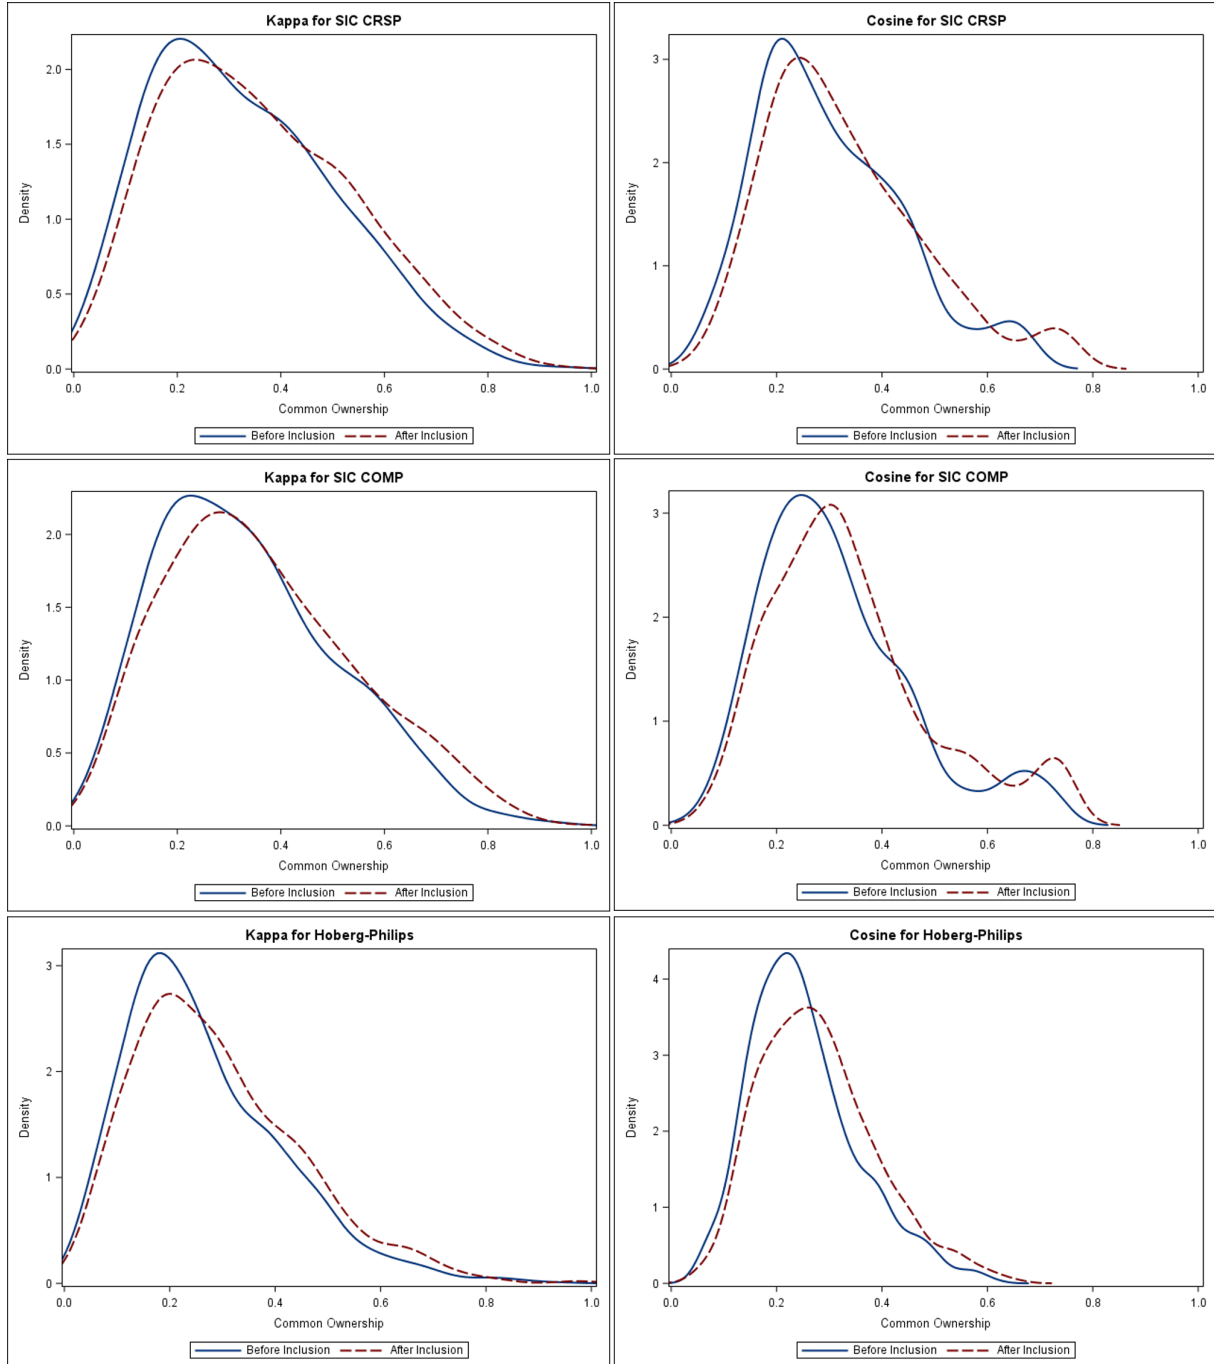 Kappa for SIC CRSP
2.0
1.5
1.0
0.5
0.0
Density
0.0 0.2 0.4 0.6 0.8 1.0
Common Ownership
Before Inclusion After Inclusion
Cosine for SIC CRSP
3
2
1
0
Density
0.0 0.2 0.4 0.6 0.8 1.0
Common Ownership
Before Inclusion After Inclusion
Kappa for SIC COMP
2.0
1.5
1.0
0.5
0.0
Density
0.0 0.2 0.4 0.6 0.8 1.0
Common Ownership
Before Inclusion After Inclusion
Cosine for SIC COMP
3
2
1
0
Density
0.0 0.2 0.4 0.6 0.8 1.0
Common Ownership
Before Inclusion After Inclusion
Kappa for Hoberg-Philips
3
2
1
0
Density
0.0 0.2 0.4 0.6 0.8 1.0
Common Ownership
Before Inclusion After Inclusion
Cosine for Hoberg-Philips
4
3
2
1
0
Density
0.0 0.2 0.4 0.6 0.8 1.0
Common Ownership
Before Inclusion After Inclusion